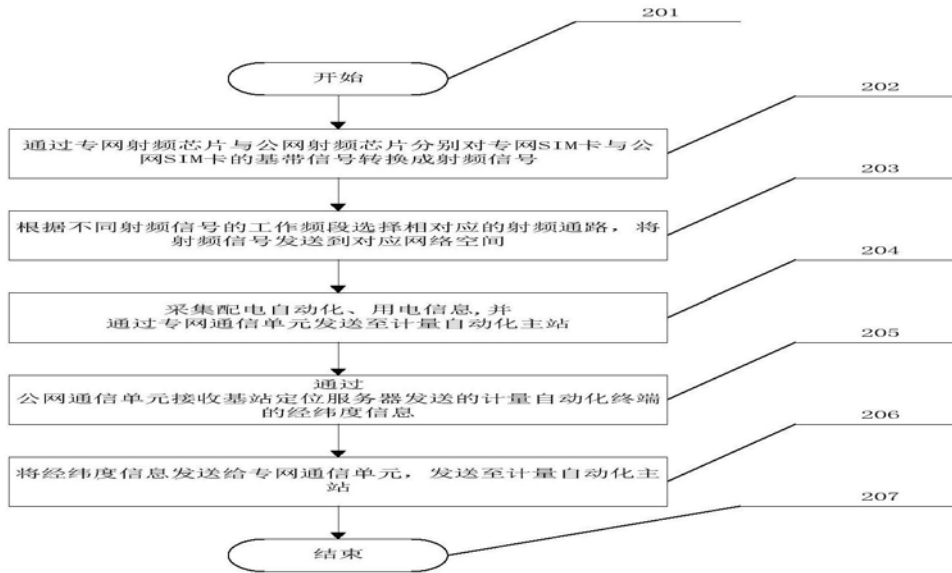 201
开始
202
通过专网射频芯片与公网射频芯片分别对专网SIM卡与公
网SIM卡的基带信号转换成射频信号
203
根据不同射频信号的工作频段选择相对应的射频通路，将
射频信号发送到对应网络空间
204
采集配电自动化、用电信息,并
通过专网通信单元发送至计量自动化主站
205
通过
公网通信单元接收基站定位服务器发送的计量自动化终端
的经纬度信息
206
将经纬度信息发送给专网通信单元，发送至计量自动化主
站
207
结束